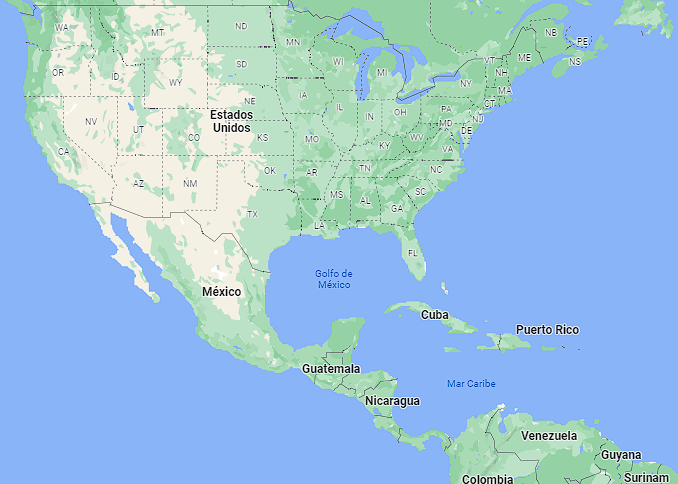 WA
MT
ND
MN
NB
PE
OR
ID
SD
WI
VT
ME
NS
WY
MI
NH
NE
IA
NY
MA
NV
UT
CO
Estados
Unidos
IL
IN
OH
PA
CT
NJ
KS
MO
KY
WV
MD
DE
CA
VA
AZ
NM
OK
AR
TN
NC
TX
MS
AL
GA
SC
LA
FL
Golfo de
México
México
Cuba
Puerto Rico
Guatemala
Mar Caribe
Nicaragua
Venezuela
Guyana
Colombia
Surinam